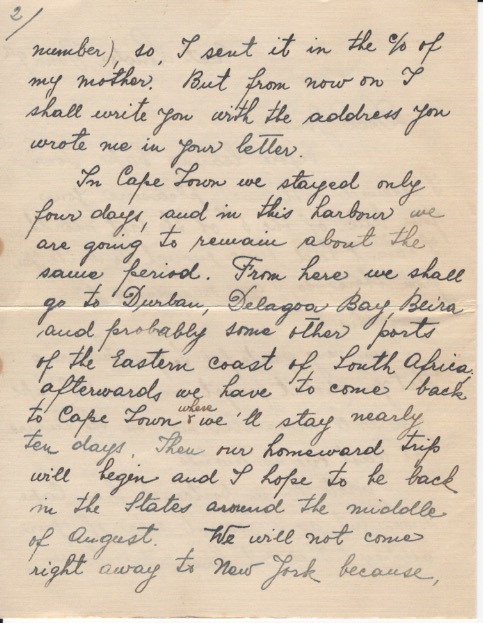 2/
number), so, I sent it in the c/o of
my mother. But from now on I
shall write you with the address you
wrote me in your letter.
In Cape Town we stayed only
four days, and in this harbour we
are going to remain about the
same period. From here we shall
go to Durban, Delagoa Bay, Beira
and probably some other ports
of the Eastern coast of South Africa,
afterwards we have to come back
to Cape Town where we'll stay nearly
ten days. Then our homeward trip
will begin and I hope to be back
in the States around the middle
of August. We will not come
right away to New York because,